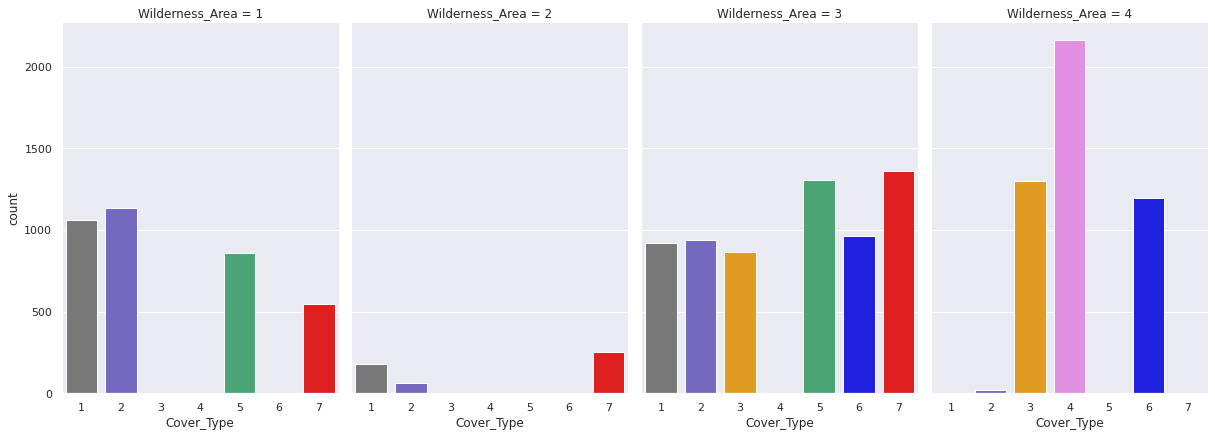 Wilderness_Area = 1 Wilderness_Area = 2 Wilderness_Area = 3 Wilderness_Area = 4
2000
1500
count
1000
500
0
1 2 3 4 5 6 7 1 2 3 4 5 6 7 1 2 3 4 5 6 7 1 2 3 4 5 6 7
Cover_Type Cover_Type Cover_Type Cover_Type